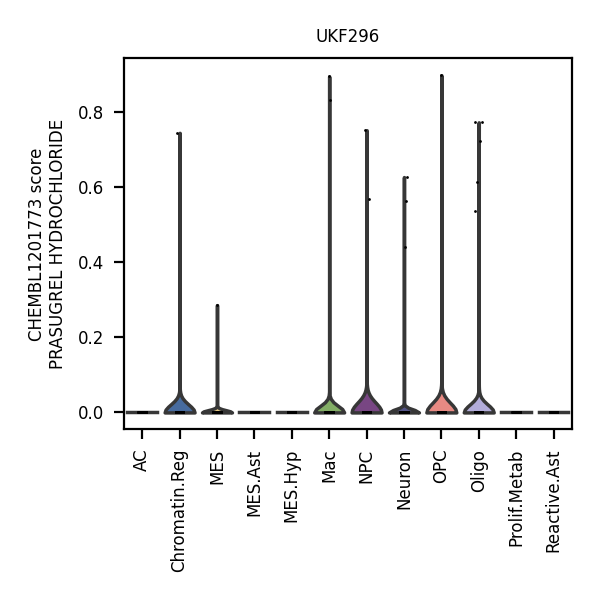 UKF296
CHEMBL1201773 score
PRASUGREL HYDROCHLORIDE
0.8
0.6
0.4
0.2
0.0
AC
Chromatin.Reg
MES
MES.Ast
MES.Hyp
Mac
NPC
Neuron
OPC
Oligo
Prolif.Metab
Reactive.Ast